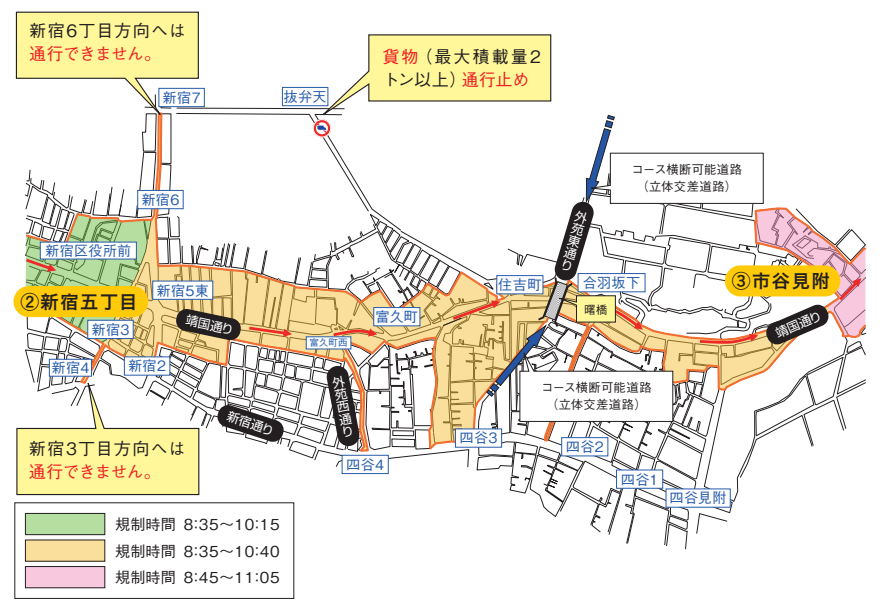 新宿6丁目方向へは
通行できません。
貨物（最大積載量2
トン以上）通行止め
新宿7
抜弁天
コース横断可能道路
（立体交差道路）
新宿6
外苑東通り
新宿区役所前
②新宿五丁目
新宿5東
住吉町
合羽坂下
③市谷見附
曙橋
富久町
靖国通り
靖国通り
新宿3
富久町西
新宿4
新宿2
外苑西通り
コース横断可能道路
（立体交差道路）
新宿通り
新宿3丁目方向へは
通行できません。
四谷3
四谷2
四谷4
四谷1
四谷見附
規制時間 8:35～10:15
規制時間 8:35～10:40
規制時間 8:45～11:05